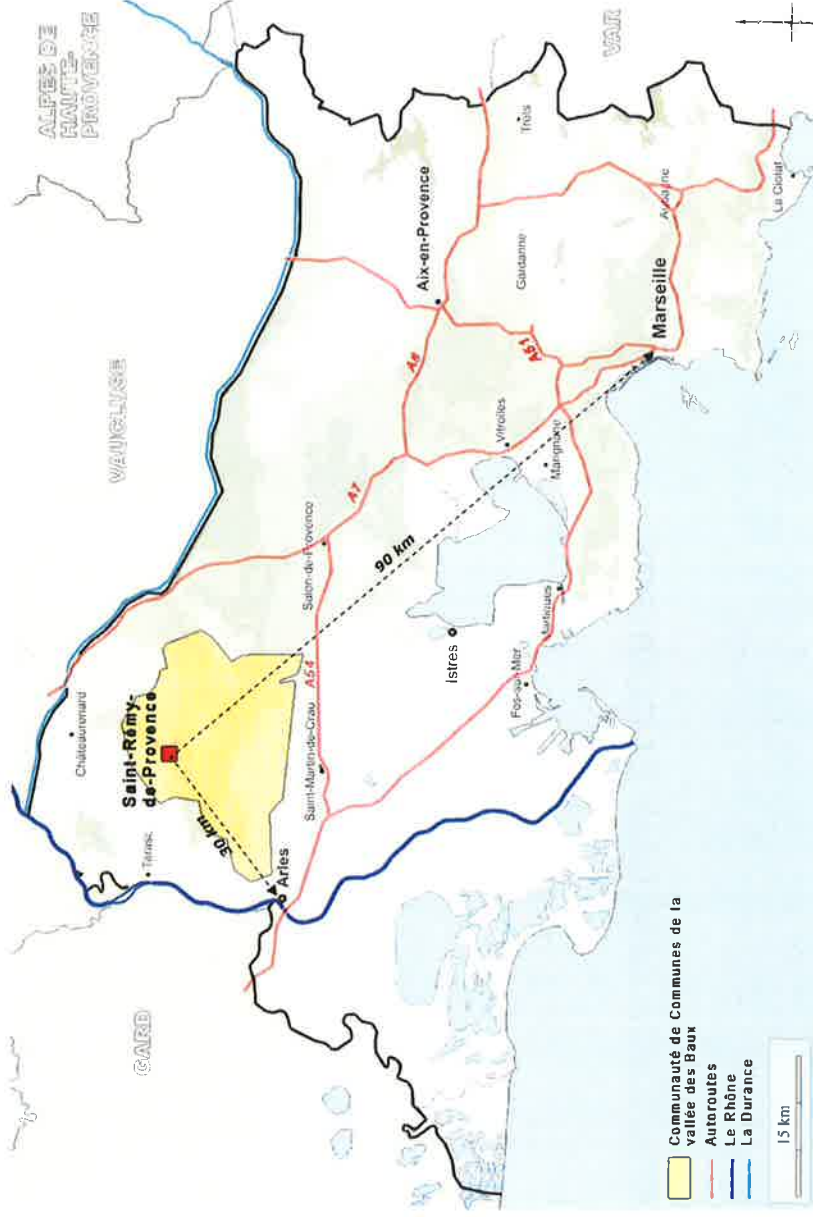 ALPES DE
HAUTE-
PROVENCE
VAUCLUSE
VAR
GARD
Châteaurenard
Saint-Rémy-
de-Provence
Tarasc
30 km
Arles
Saint-Martin-de-Crau
A54
Salon-de-Provence
A7
90 km
A8
Aix-en-Provence
A51
Trets
Gardanne
Vitrolles
Marignane
Istres
Fos-sur-Mer
Martigues
Marseille
Aubagne
La Ciotat
Communauté de Communes de la
vallée des Baux
Autoroutes
Le Rhône
La Durance
15 km